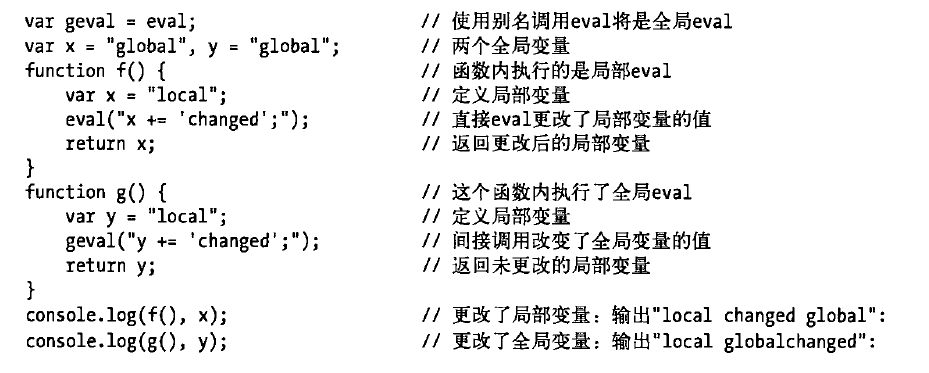 var geval = eval; // 使用别名调用eval将是全局eval
var x = "global", y = "global"; // 两个全局变量
function f() { // 函数内执行的是局部eval
var x = "local"; // 定义局部变量
eval("x += 'changed';"); // 直接eval更改了局部变量的值
return x; // 返回更改后的局部变量
}
function g() { // 这个函数内执行了全局eval
var y = "local"; // 定义局部变量
geval("y += 'changed';"); // 间接调用改变了全局变量的值
return y; // 返回未更改的局部变量
}
console.log(f(), x); // 更改了局部变量：输出"local changed global":
console.log(g(), y); // 更改了全局变量：输出"local globalchanged":